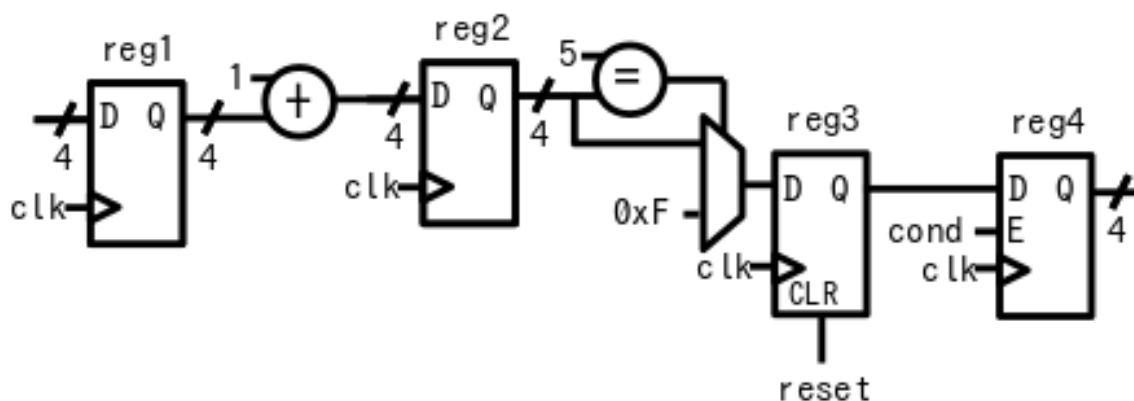 reg1
reg2
reg3
reg4
1
+
5
=
D Q
4
4
clk
D Q
4
4
clk
0xF
D Q
clk
CLR
reset
D Q
cond
E
clk
4